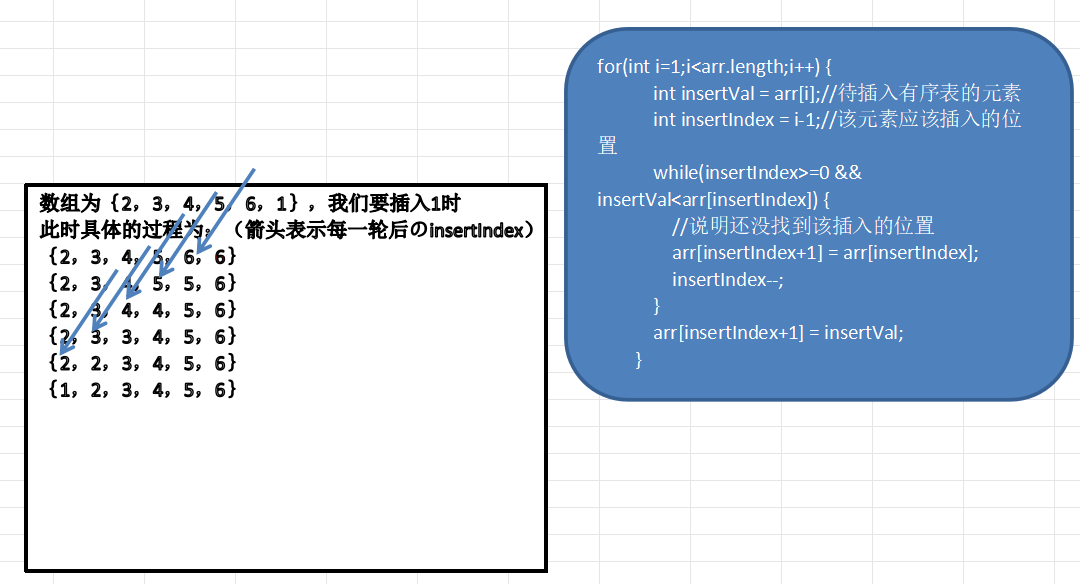 数组为{2，3，4，5，6，1}，我们要插入1时
此时具体的过程为：（箭头表示每一轮后のinsertIndex）
{2，3，4，5，6，6}
{2，3，4，5，5，6}
{2，3，4，4，5，6}
{2，3，3，4，5，6}
{2，2，3，4，5，6}
{1，2，3，4，5，6}
for(int i=1;i<arr.length;i++) {
int insertVal = arr[i];//待插入有序表的元素
int insertIndex = i-1;//该元素应该插入的位
置
while(insertIndex>=0 &&
insertVal<arr[insertIndex]) {
//说明还没找到该插入的位置
arr[insertIndex+1] = arr[insertIndex];
insertIndex--;
}
arr[insertIndex+1] = insertVal;
}